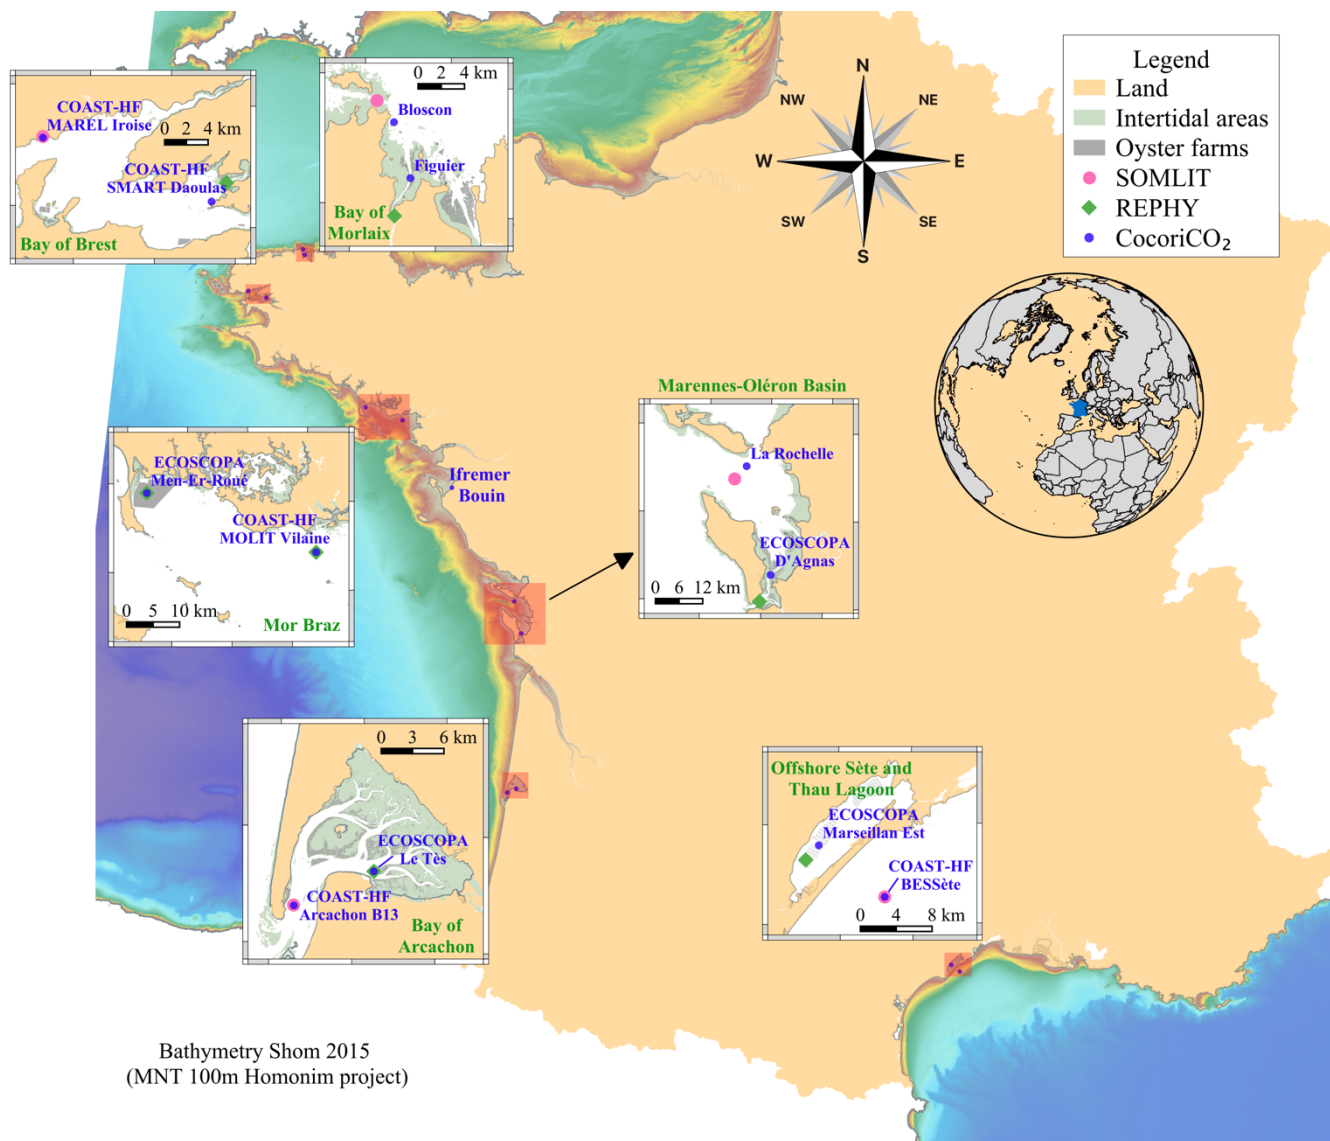 COAST-HF
MAREL Iroise
0 2 4 km
COAST-HF
SMART Daoulas
Bay of Brest
0 2 4 km
Bloscon
Figuier
Bay of
Morlaix
N
NW
NE
W
E
SW
SE
S
Legend
Land
Intertidal areas
Oyster farms
SOMLIT
REPHY
CocoriCO₂
ECOSCOPA
Men-Er-Roué
COAST-HF
MOLIT Vilaine
0 5 10 km
Mor Braz
Ifremer
Bouin
Marennes-Oléron Basin
La Rochelle
ECOSCOPA
D'Agnas
0 6 12 km
0 3 6 km
ECOSCOPA
Le Tès
COAST-HF
Arcachon B13
Bay of
Arcachon
Offshore Sète and
Thau Lagoon
ECOSCOPA
Marseillan Est
COAST-HF
BESSète
0 4 8 km
Bathymetry Shom 2015
(MNT 100m Homonim project)